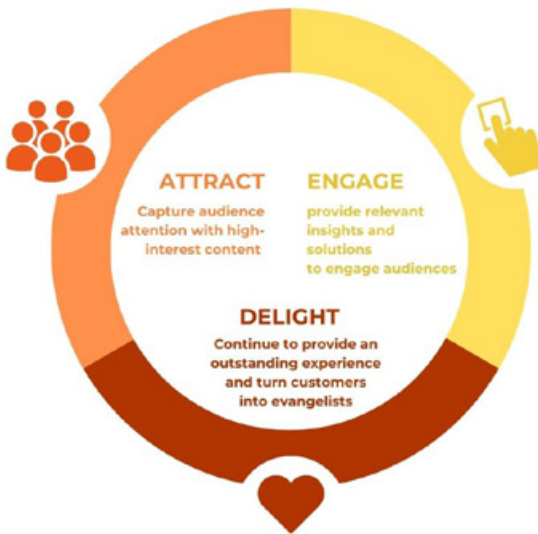 ATTRACT
Capture audience
attention with high-
interest content
ENGAGE
provide relevant
insights and
solutions
to engage audiences
DELIGHT
Continue to provide an
outstanding experience
and turn customers
into evangelists